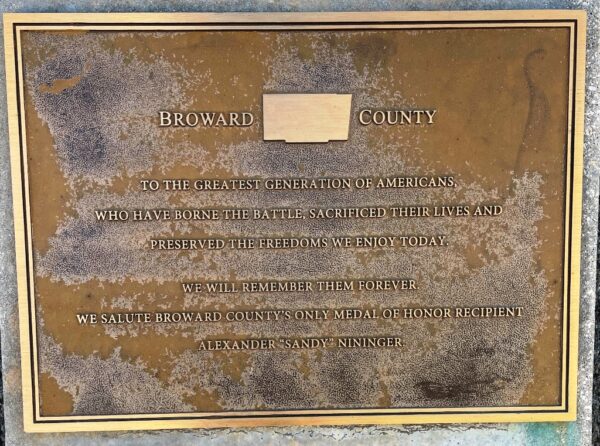 BROWARD COUNTY
TO THE GREATEST GENERATION OF AMERICANS,
WHO HAVE BORNE THE BATTLE, SACRIFICED THEIR LIVES AND
PRESERVED THE FREEDOMS WE ENJOY TODAY.
WE WILL REMEMBER THEM FOREVER.
WE SALUTE BROWARD COUNTY'S ONLY MEDAL OF HONOR RECIPIENT
ALEXANDER "SANDY" NININGER.